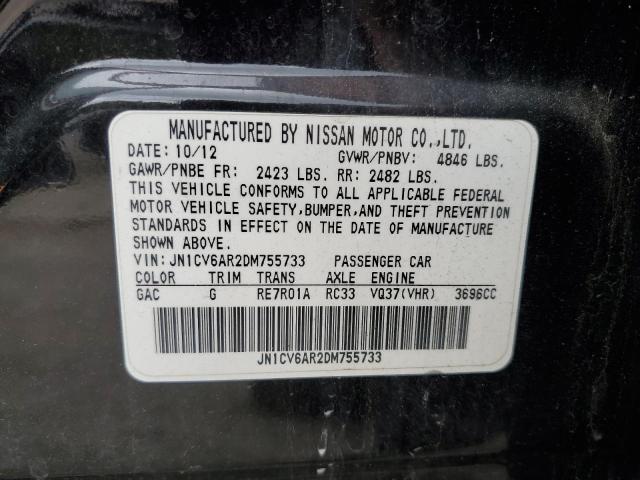 MANUFACTURED BY NISSAN MOTOR CO.,LTD.
DATE: 10/12 GVWR/PNBV: 4846 LBS.
GAWR/PNBE FR: 2423 LBS. RR: 2482 LBS.
THIS VEHICLE CONFORMS TO ALL APPLICABLE FEDERAL
MOTOR VEHICLE SAFETY,BUMPER,AND THEFT PREVENTION
STANDARDS IN EFFECT ON THE DATE OF MANUFACTURE
SHOWN ABOVE.
VIN: JN1CV6AR2DM755733 PASSENGER CAR
COLOR TRIM TRANS AXLE ENGINE
GAC G RE7R01A RC33 VQ37(VHR) 3696CC
JN1CV6AR2DM755733